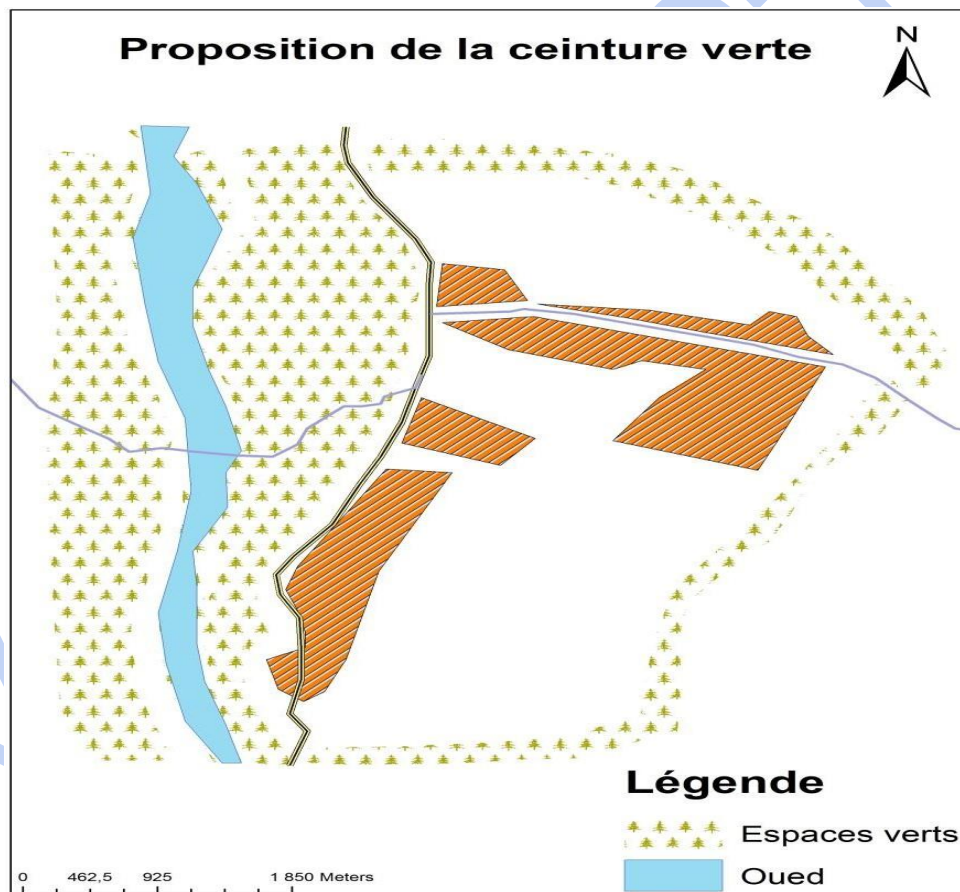 Proposition de la ceinture verte
N
Légende
Espaces verts
Oued
0 462,5 925 1 850 Meters